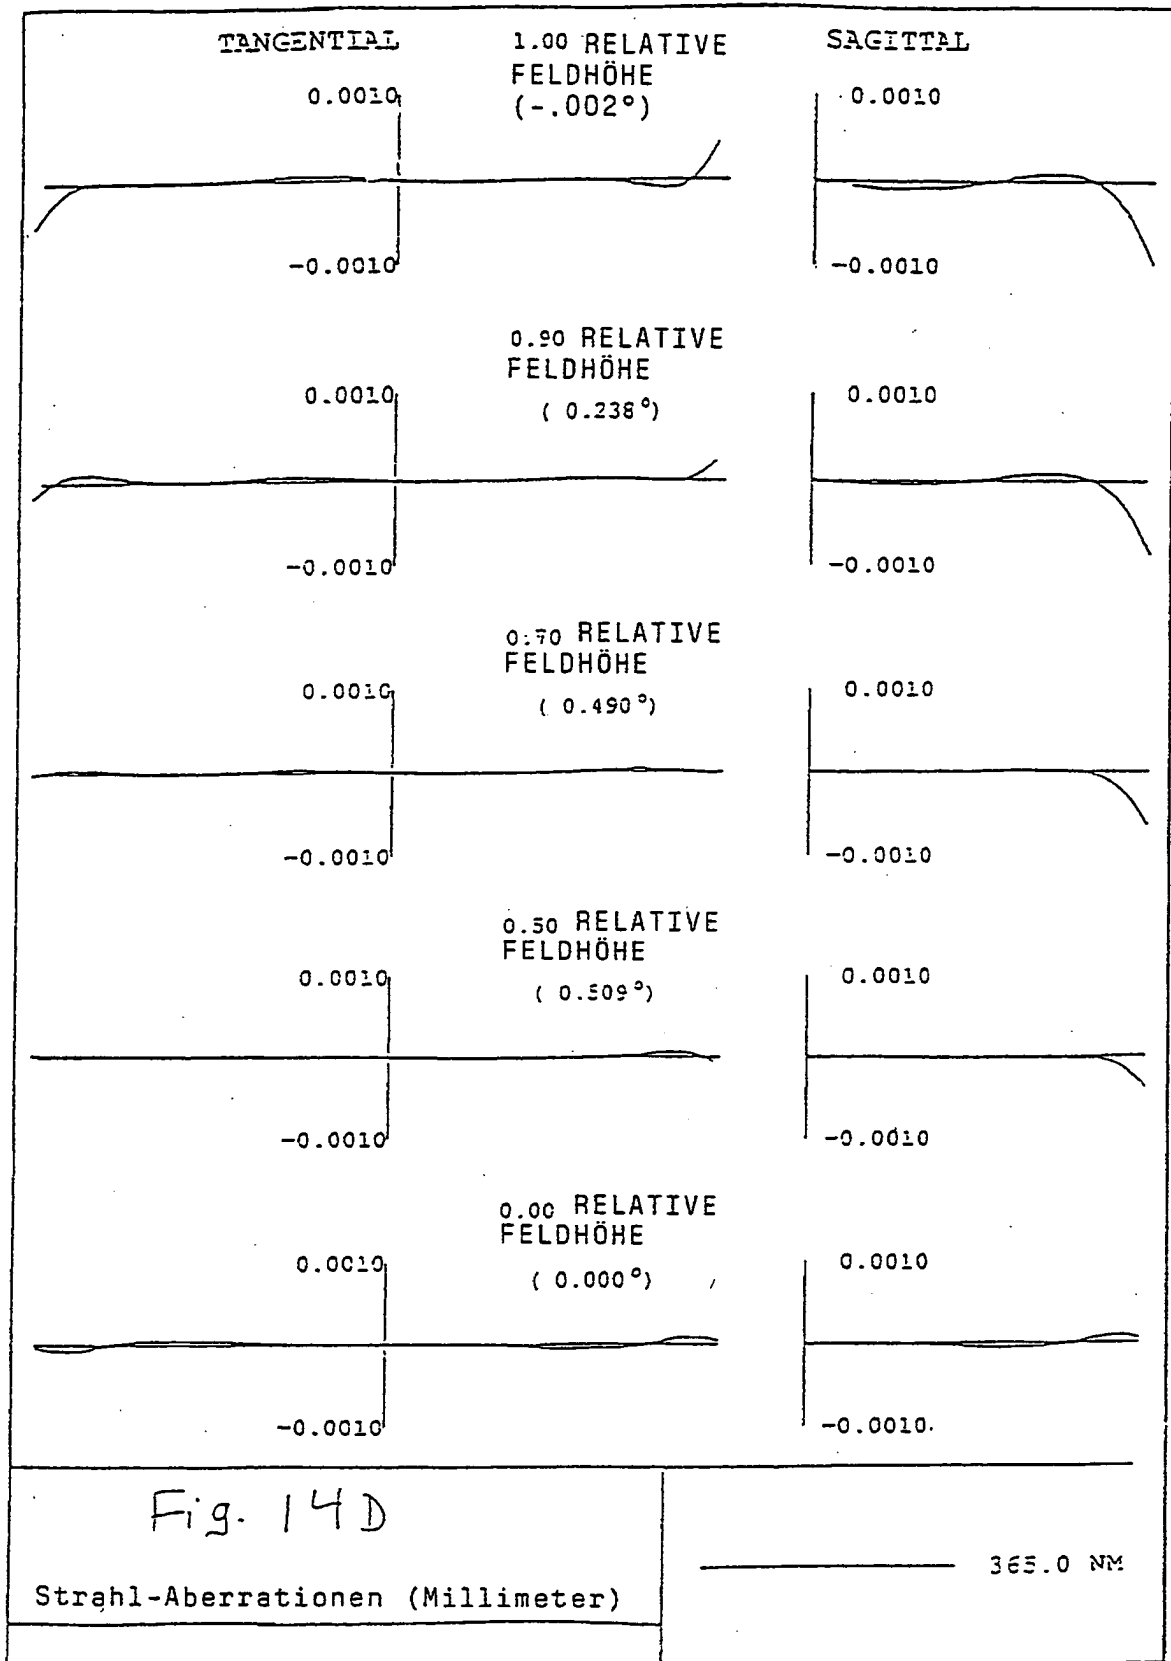 TANGENTIAL 1.00 RELATIVE SAGITTAL
FELDHÖHE
0.0010 (-.002°) 0.0010
-0.0010 -0.0010
0.90 RELATIVE
FELDHÖHE
0.0010 ( 0.238°) 0.0010
-0.0010 -0.0010
0.70 RELATIVE
FELDHÖHE
0.0010 ( 0.490°) 0.0010
-0.0010 -0.0010
0.50 RELATIVE
FELDHÖHE
0.0010 ( 0.509°) 0.0010
-0.0010 -0.0010
0.00 RELATIVE
FELDHÖHE
0.0010 ( 0.000°) 0.0010
-0.0010 -0.0010
Fig. 14D
365.0 NM
Strahl-Aberrationen (Millimeter)